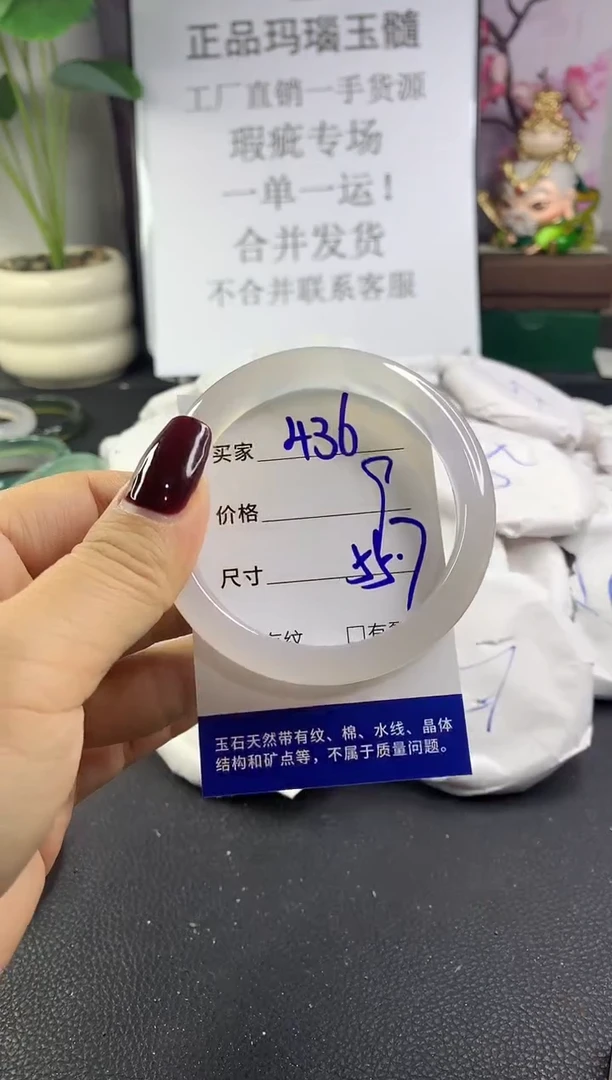 正品玛瑙玉髓
工厂直销一手货源
瑕疵专场
一单一运!
合并发货
不合并联系客服
买家 436
价格
尺寸 55.7
纹 □有
玉石天然带有纹、棉、水线、晶体
结构和矿点等，不属于质量问题。